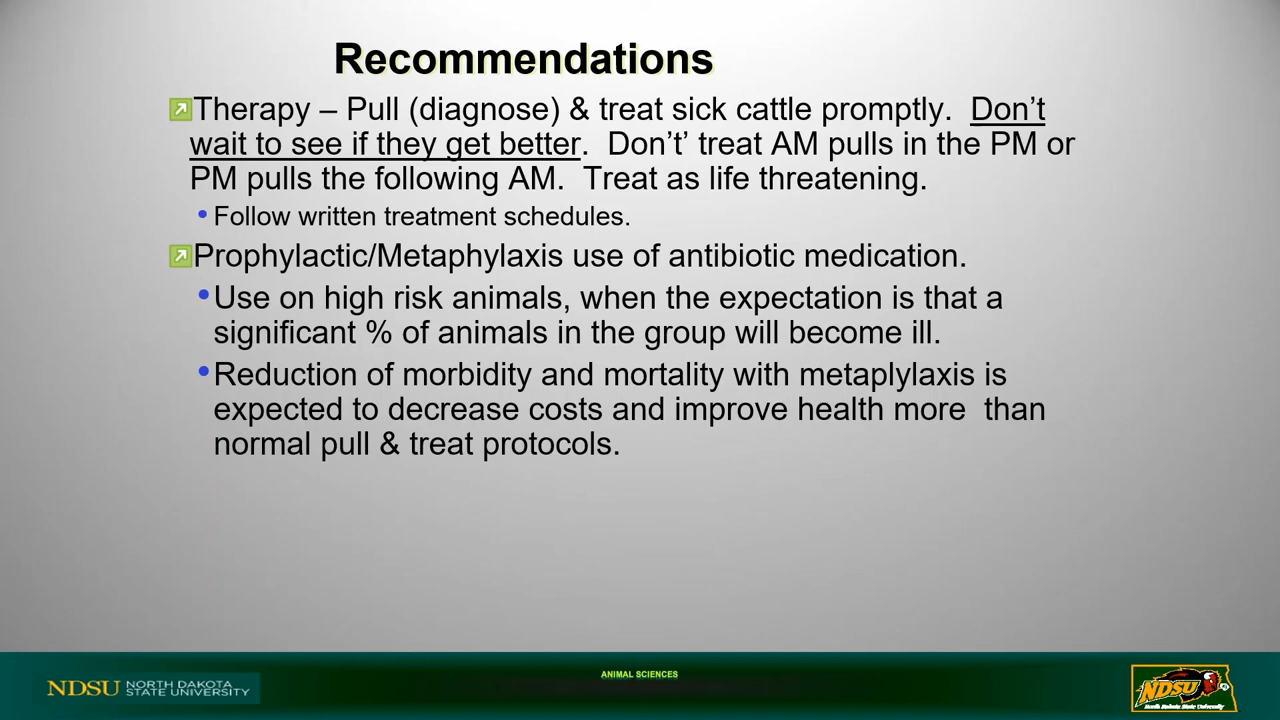 Recommendations
Therapy – Pull (diagnose) & treat sick cattle promptly.  Don’t
wait to see if they get better.  Don’t’ treat AM pulls in the PM or
PM pulls the following AM.  Treat as life threatening.
• Follow written treatment schedules.
Prophylactic/Metaphylaxis use of antibiotic medication.
• Use on high risk animals, when the expectation is that a
significant % of animals in the group will become ill.
• Reduction of morbidity and mortality with metaplylaxis is
expected to decrease costs and improve health more  than
normal pull & treat protocols.
NDSU NORTH DAKOTA
STATE UNIVERSITY
ANIMAL SCIENCES
NDSU
North Dakota State University